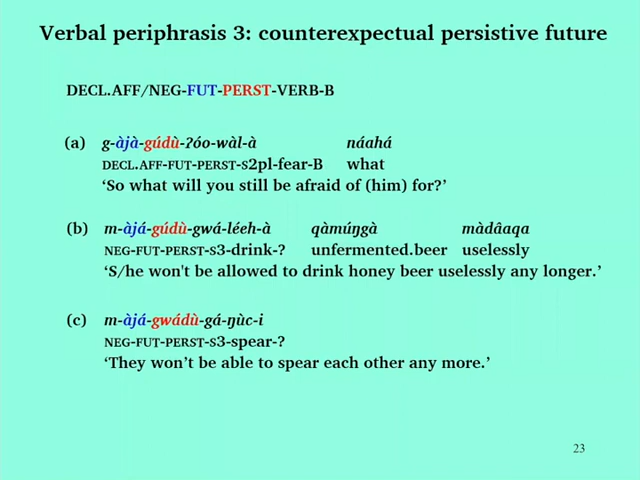 Verbal periphrasis 3: counterexpectual persistive future
DECL.AFF/NEG-FUT-PERST-VERB-B
(a) g-àjà-gúdù-ʔóo-wàl-à náahá
DECL.AFF-FUT-PERST-S2pl-fear-B what
‘So what will you still be afraid of (him) for?’
(b) m-àjá-gúdù-gwá-léeh-à qàmúŋgà màdâaqa
NEG-FUT-PERST-S3-drink-? unfermented.beer uselessly
‘S/he won't be allowed to drink honey beer uselessly any longer.’
(c) m-àjá-gwádù-gá-ŋùc-i
NEG-FUT-PERST-S3-spear-?
‘They won’t be able to spear each other any more.’
23